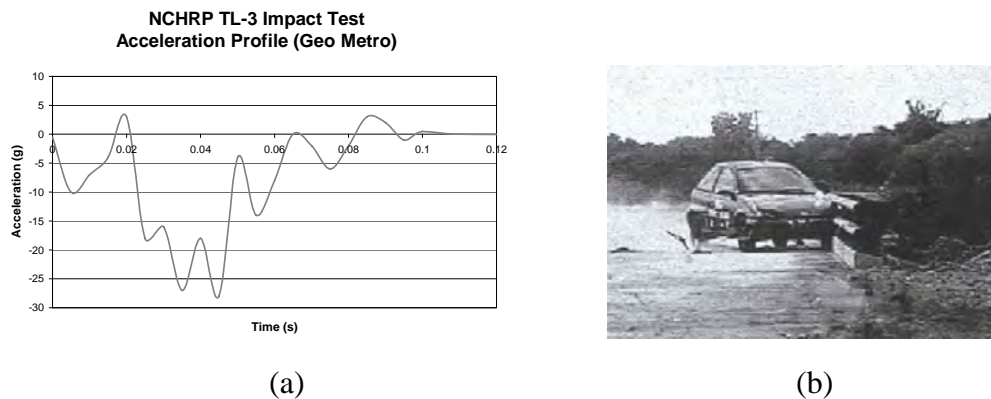 NCHRP TL-3 Impact Test
Acceleration Profile (Geo Metro)
10
5
0
-5
-10
-15
-20
-25
-30
0
0.02
0.04
0.06
0.08
0.1
0.12
Acceleration (g)
Time (s)
(a)
(b)